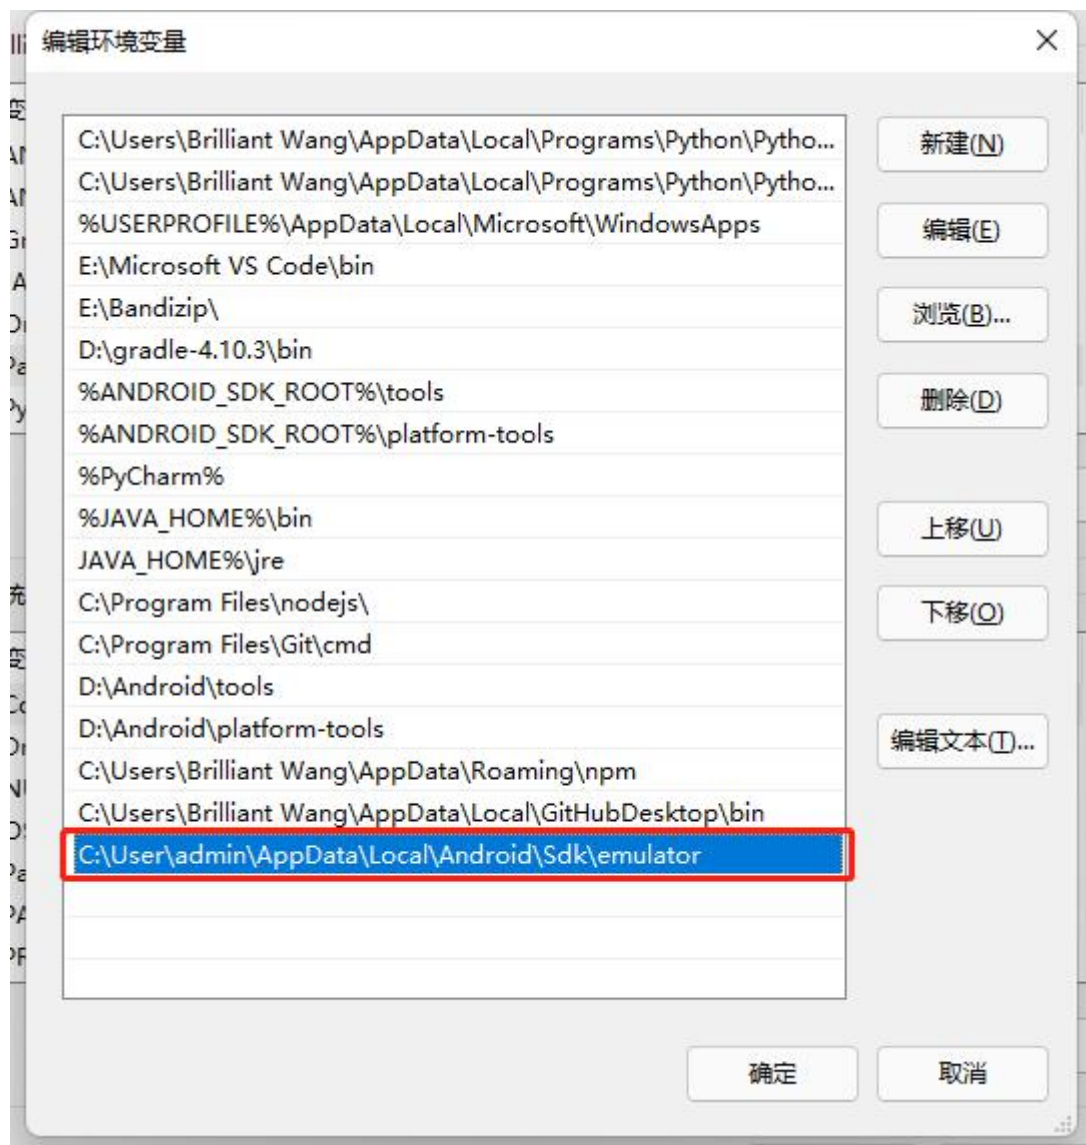 编辑环境变量
C:\Users\Brilliant Wang\AppData\Local\Programs\Python\Pytho...
C:\Users\Brilliant Wang\AppData\Local\Programs\Python\Pytho...
%USERPROFILE%\AppData\Local\Microsoft\WindowsApps
E:\Microsoft VS Code\bin
E:\Bandizip\
D:\gradle-4.10.3\bin
%ANDROID_SDK_ROOT%\tools
%ANDROID_SDK_ROOT%\platform-tools
%PyCharm%
%JAVA_HOME%\bin
JAVA_HOME%\jre
C:\Program Files\nodejs\
C:\Program Files\Git\cmd
D:\Android\tools
D:\Android\platform-tools
C:\Users\Brilliant Wang\AppData\Roaming\npm
C:\Users\Brilliant Wang\AppData\Local\GitHubDesktop\bin
C:\User\admin\AppData\Local\Android\Sdk\emulator
新建(N)
编辑(E)
浏览(B)...
删除(D)
上移(U)
下移(O)
编辑文本(T)...
确定
取消